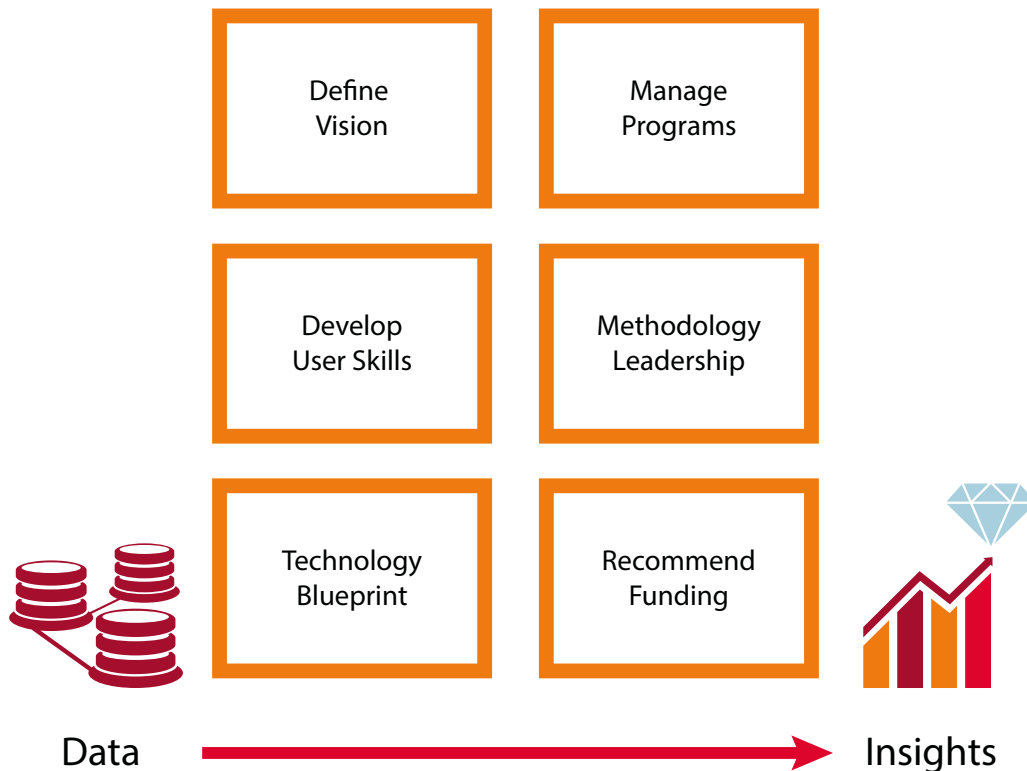 Define
Vision
Manage
Programs
Develop
User Skills
Methodology
Leadership
Technology
Blueprint
Recommend
Funding
Data
Insights